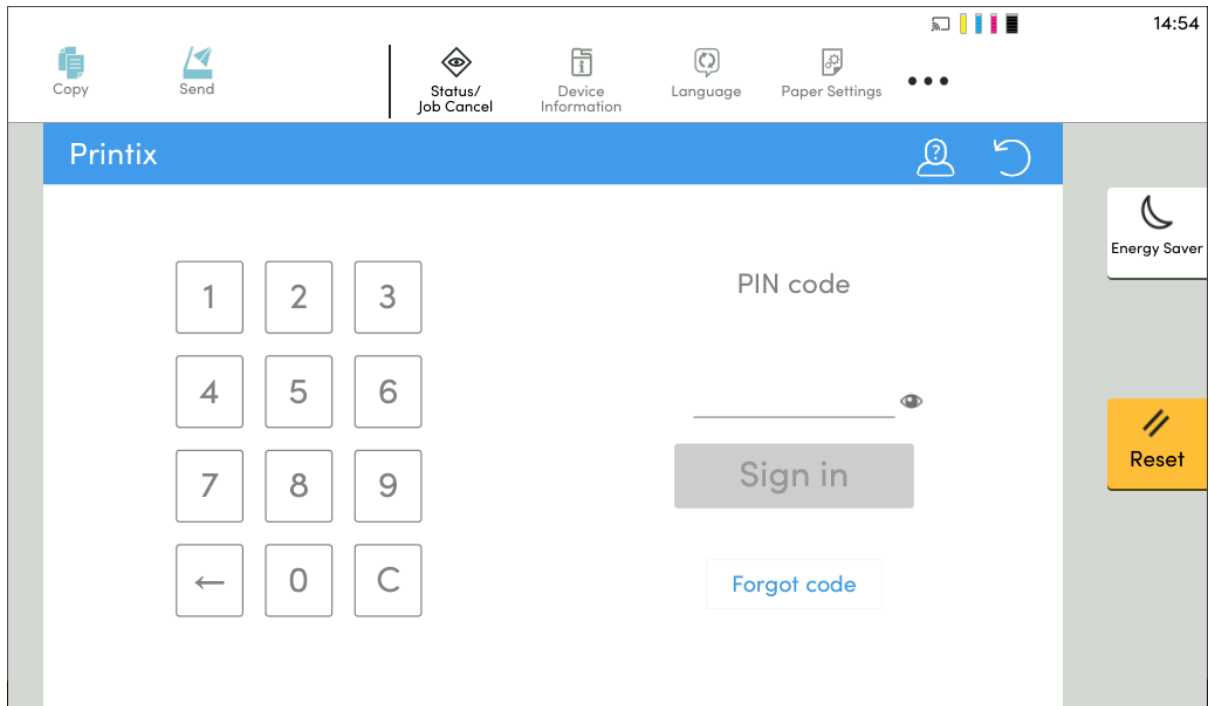 14:54
Copy
Send
Status/
Job Cancel
Device
Information
Language
Paper Settings
Printix
?
Energy Saver
1 2 3
PIN code
4 5 6
Reset
7 8 9
Sign in
← 0 C
Forgot code